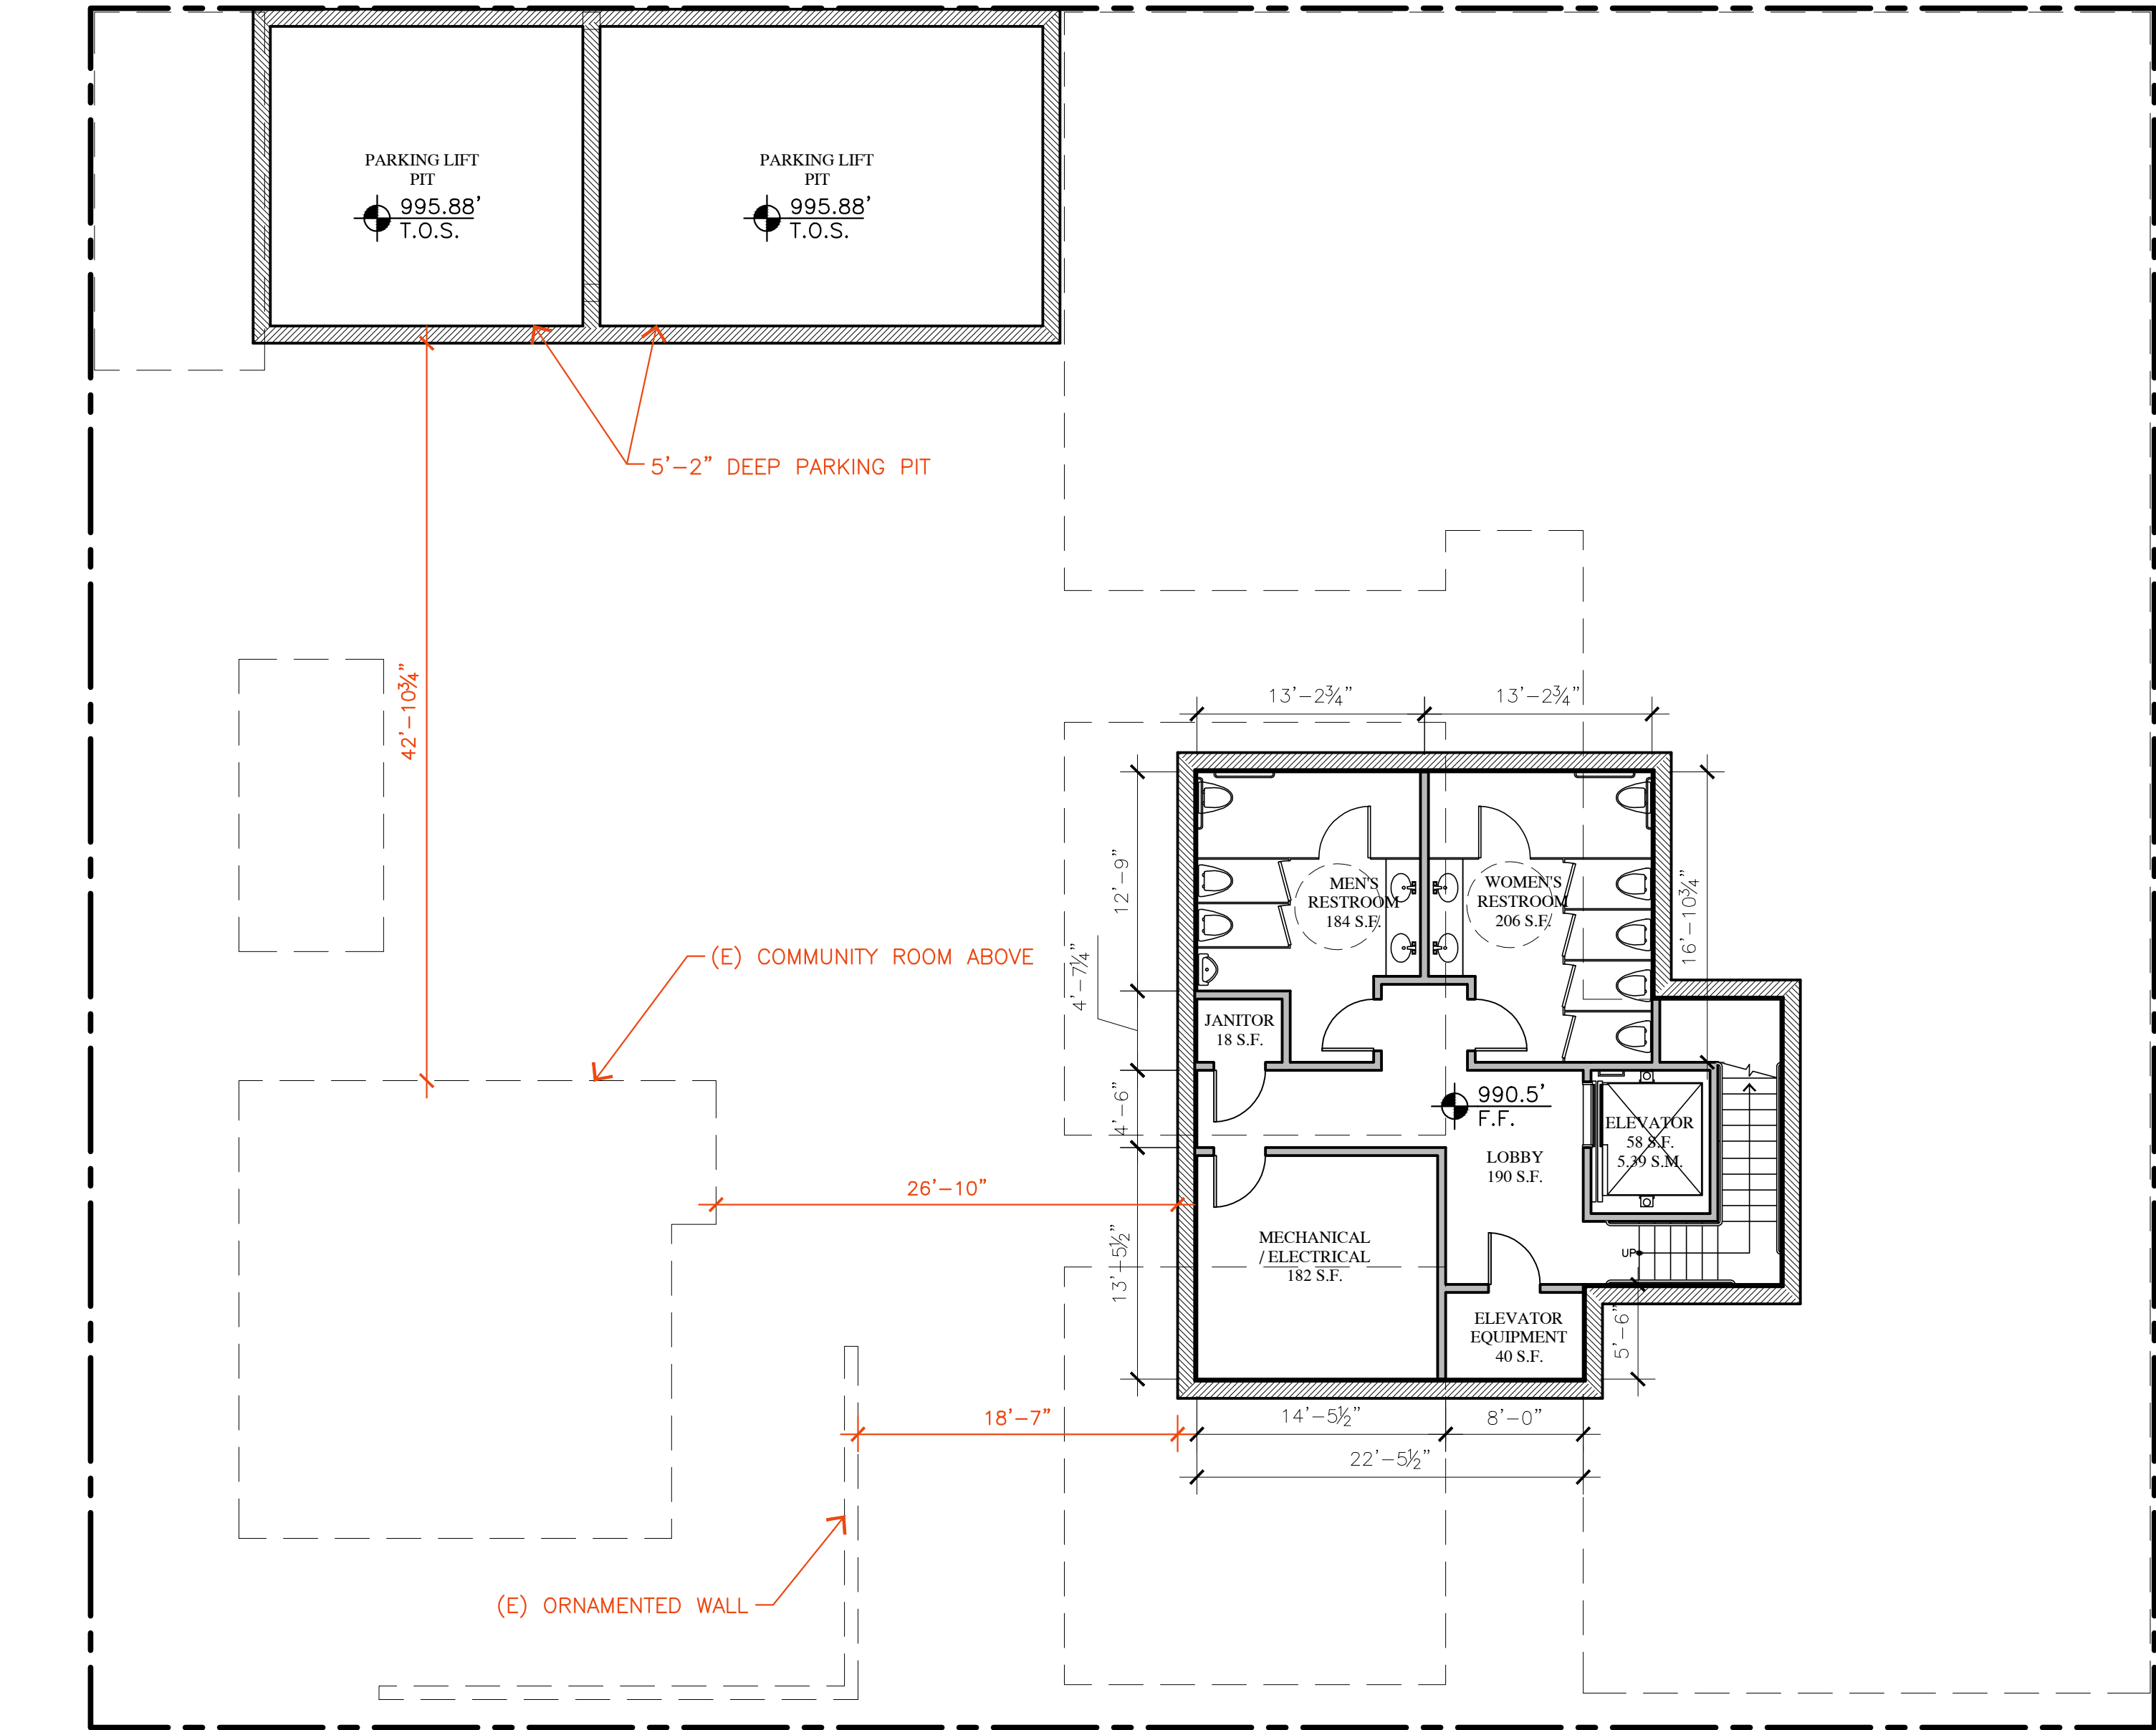 PARKING LIFT
PIT
995.88'
T.O.S.
PARKING LIFT
PIT
995.88'
T.O.S.
5'-2" DEEP PARKING PIT
42'-10¾"
13'-2¾"
13'-2¾"
12'-9"
4'-7¼"
4'-6"
13'-5½"
16'-10¾"
MEN'S
RESTROOM
184 S.F.
WOMEN'S
RESTROOM
206 S.F.
(E) COMMUNITY ROOM ABOVE
JANITOR
18 S.F.
990.5'
F.F.
ELEVATOR
58 S.F.
5.39 S.M.
LOBBY
190 S.F.
26'-10"
MECHANICAL
/ ELECTRICAL
182 S.F.
UP
ELEVATOR
EQUIPMENT
40 S.F.
5'-6"
18'-7"
14'-5½"
8'-0"
22'-5½"
(E) ORNAMENTED WALL